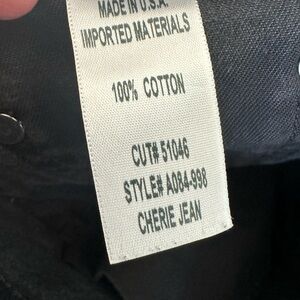 MADE IN U.S.A.
IMPORTED MATERIALS
100% COTTON
CUT# 51046
STYLE# A084-998
CHERIE JEAN